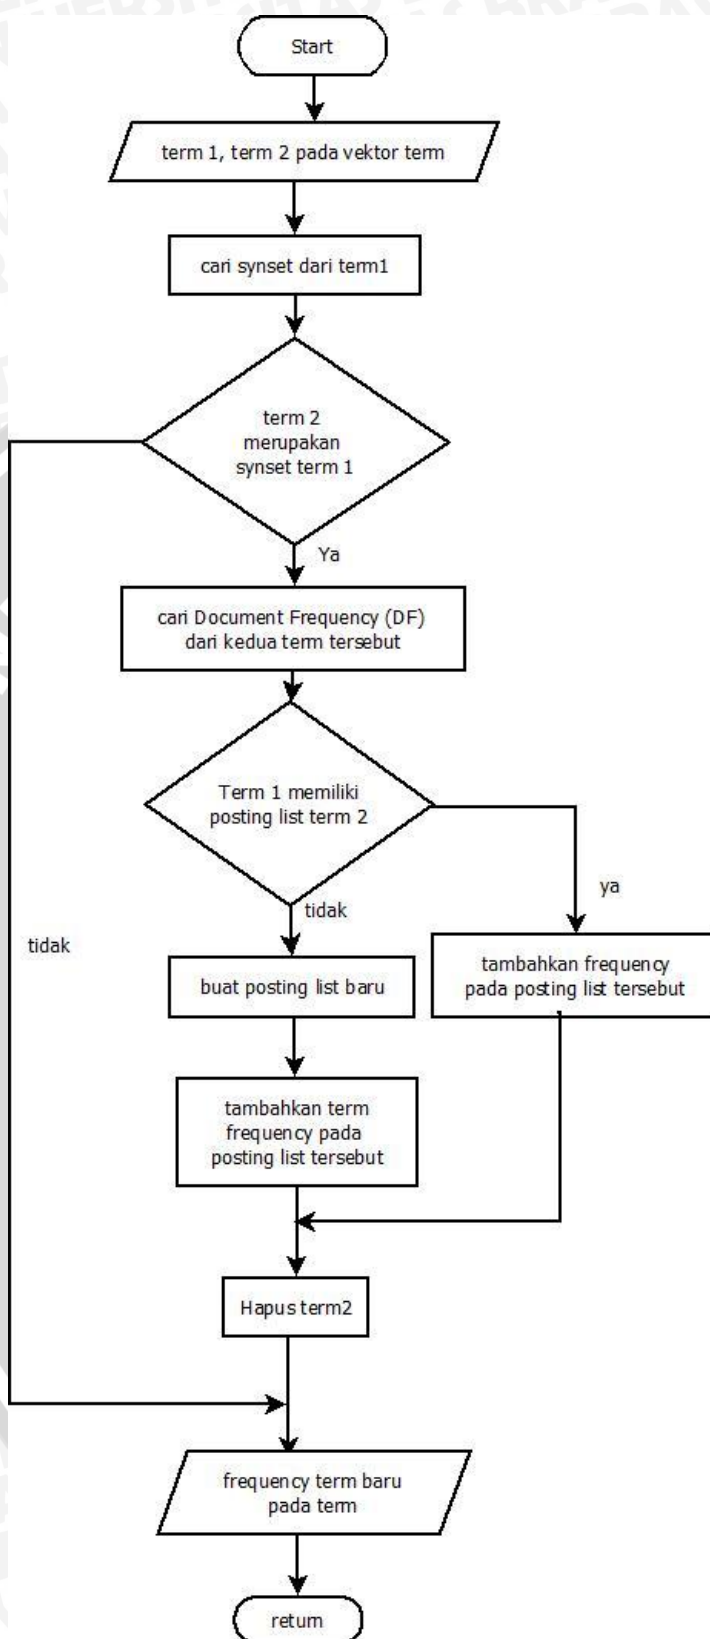 Start
term 1, term 2 pada vektor term
cari synset dari term1
term 2
merupakan
synset term 1
Ya
cari Document Frequency (DF)
dari kedua term tersebut
Term 1 memiliki
posting list term 2
ya
tidak
tidak
buat posting list baru
tambahkan frequency
pada posting list tersebut
tambahkan term
frequency pada
posting list tersebut
Hapus term2
frequency term baru
pada term
return